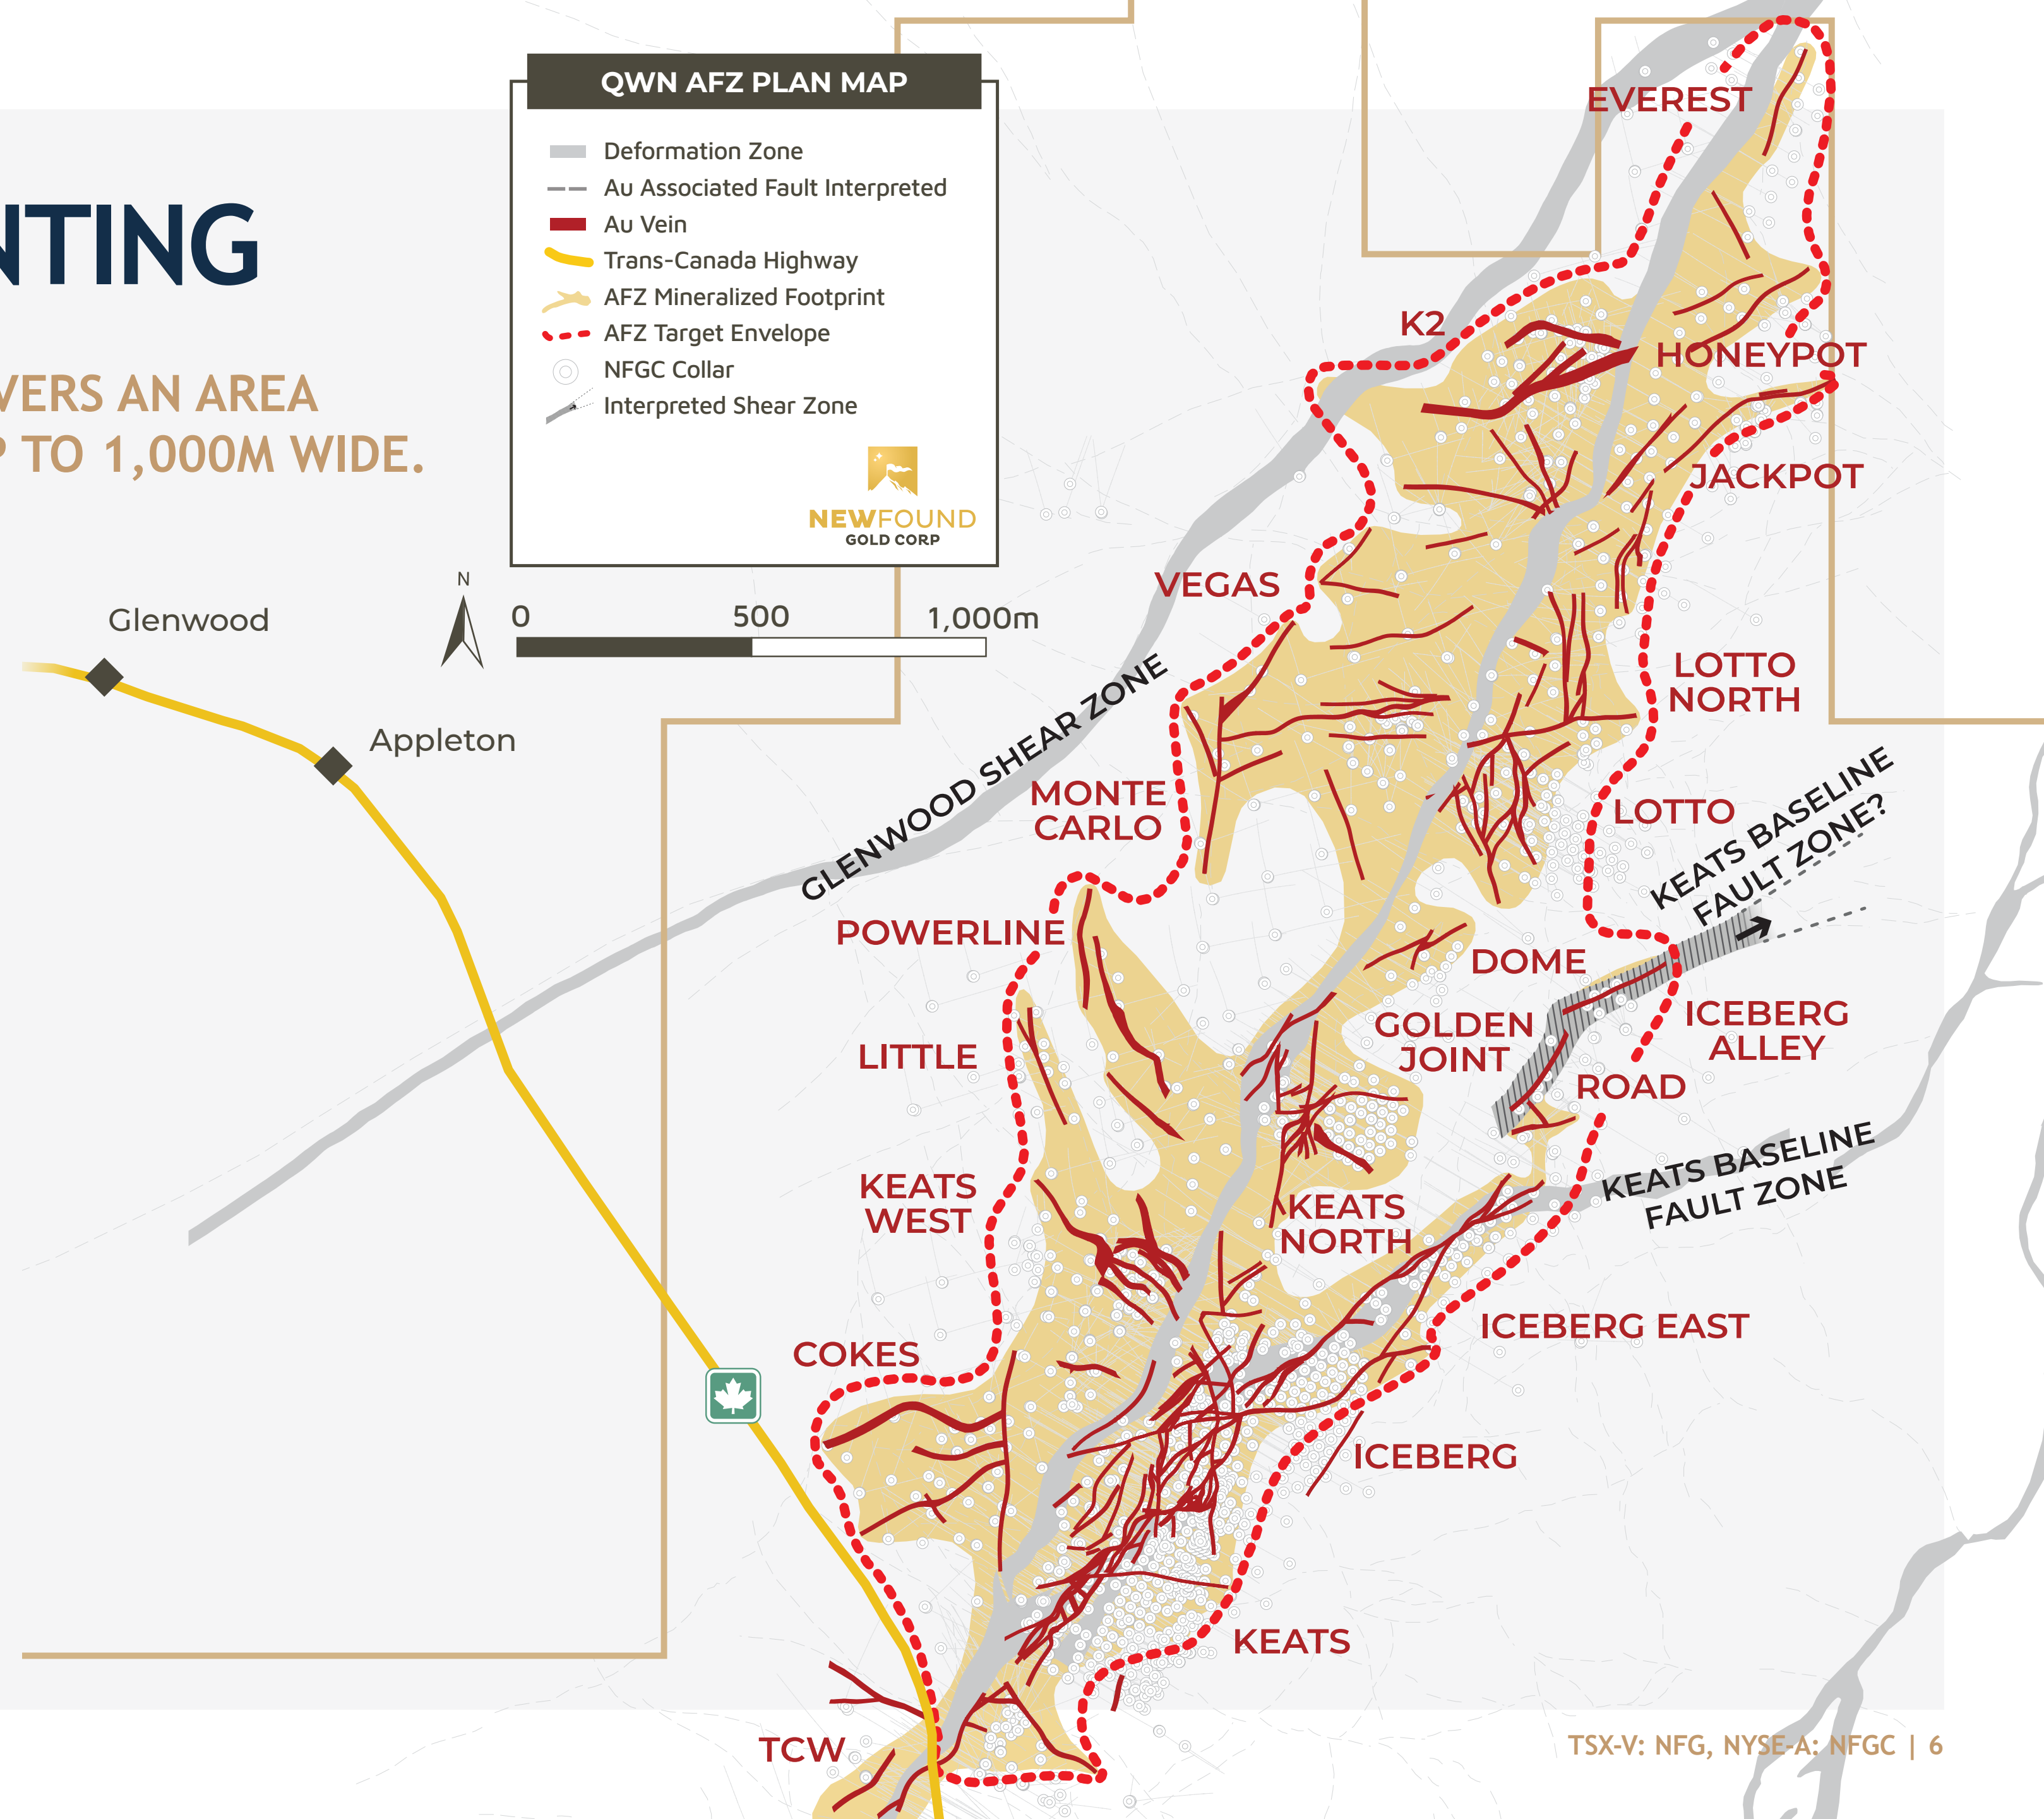 NTING
VERS AN AREA
P TO 1,000M WIDE.
QWN AFZ PLAN MAP
Deformation Zone
Au Associated Fault Interpreted
Au Vein
Trans-Canada Highway
AFZ Mineralized Footprint
AFZ Target Envelope
NFGC Collar
Interpreted Shear Zone
NEWFOUND
GOLD CORP
N
0 500 1,000m
Glenwood
Appleton
EVEREST
K2
HONEYPOT
JACKPOT
VEGAS
LOTTO
NORTH
GLENWOOD SHEAR ZONE
MONTE
CARLO
LOTTO
KEATS BASELINE
FAULT ZONE?
POWERLINE
DOME
GOLDEN
JOINT
ICEBERG
ALLEY
LITTLE
ROAD
KEATS BASELINE
FAULT ZONE
KEATS
WEST
KEATS
NORTH
COKES
ICEBERG EAST
ICEBERG
KEATS
TCW
TSX-V: NFG, NYSE-A: NFGC | 6